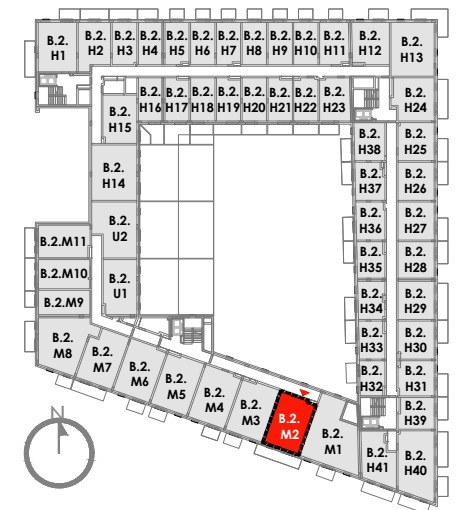 B.2.
H1
B.2.
H2
B.2.
H3
B.2.
H4
B.2.
H5
B.2.
H6
B.2.
H7
B.2.
H8
B.2.
H9
B.2.
H10
B.2.
H11
B.2.
H12
B.2.
H13
B.2.
H16
B.2.
H17
B.2.
H18
B.2.
H19
B.2.
H20
B.2.
H21
B.2.
H22
B.2.
H23
B.2.
H24
B.2.
H15
B.2.
H38
B.2.
H25
B.2.
H14
B.2.
H37
B.2.
H26
B.2.
U2
B.2.
H36
B.2.
H27
B.2.M11
B.2.
H35
B.2.
H28
B.2.M10
B.2.
U1
B.2.
H34
B.2.
H29
B.2.M9
B.2.
H33
B.2.
H30
B.2.
M8
B.2.
M7
B.2.
M6
B.2.
M5
B.2.
M4
B.2.
M3
B.2.
M2
B.2.
M1
B.2.
H32
B.2.
H31
B.2.
H39
B.2.
H41
B.2.
H40
N